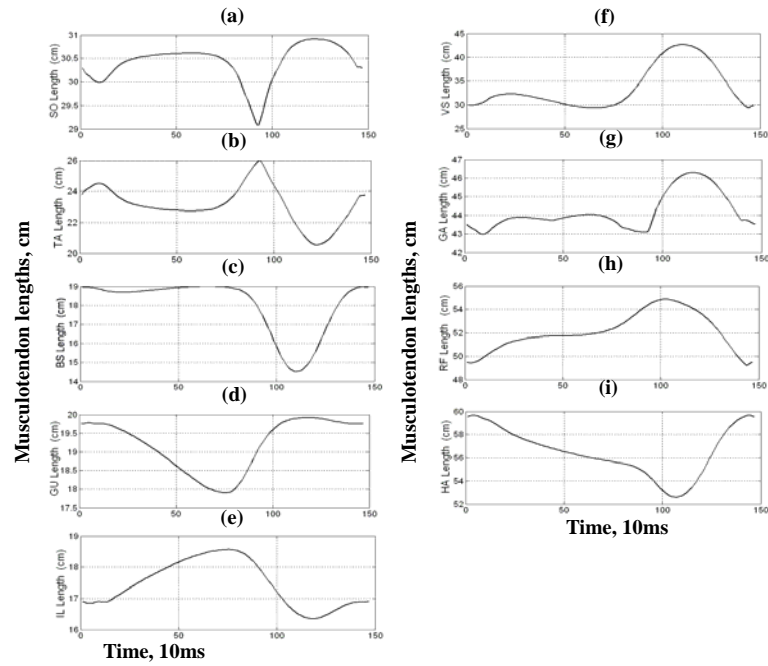 (a)
31
30.5
30
29.5
29
SO Length (cm)
0 50 100 150
(b)
26
24
22
20
TA Length (cm)
0 50 100 150
(c)
19
18
17
16
15
14
BS Length (cm)
0 50 100 150
(d)
20
19.5
19
18.5
18
17.5
GU Length (cm)
0 50 100 150
(e)
19
18
17
16
IL Length (cm)
0 50 100 150
Time, 10ms
Musculotendon lengths, cm
(f)
45
40
35
30
25
VS Length (cm)
0 50 100 150
(g)
47
46
45
44
43
42
GA Length (cm)
0 50 100 150
(h)
56
54
52
50
48
RF Length (cm)
0 50 100 150
(i)
60
58
56
54
52
HA Length (cm)
0 50 100 150
Time, 10ms
Musculotendon lengths, cm